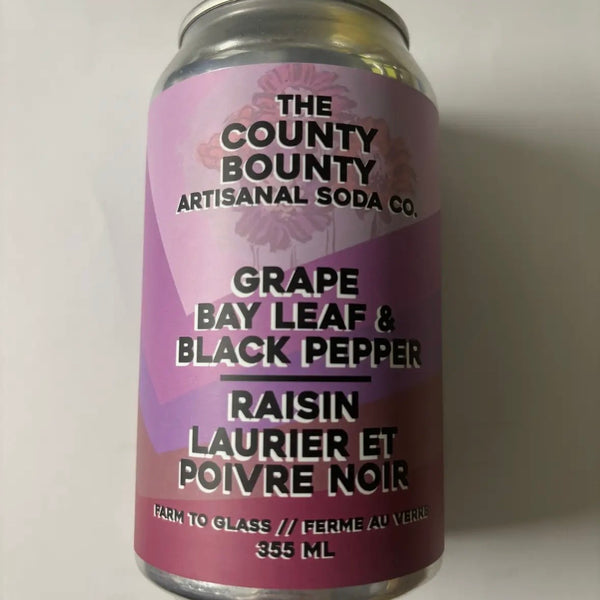 THE
COUNTY
BOUNTY
ARTISANAL SODA CO.
GRAPE
BAY LEAF &
BLACK PEPPER
RAISIN
LAURIER ET
POIVRE NOIR
FARM TO GLASS // FERME AU VERRE
355 ML